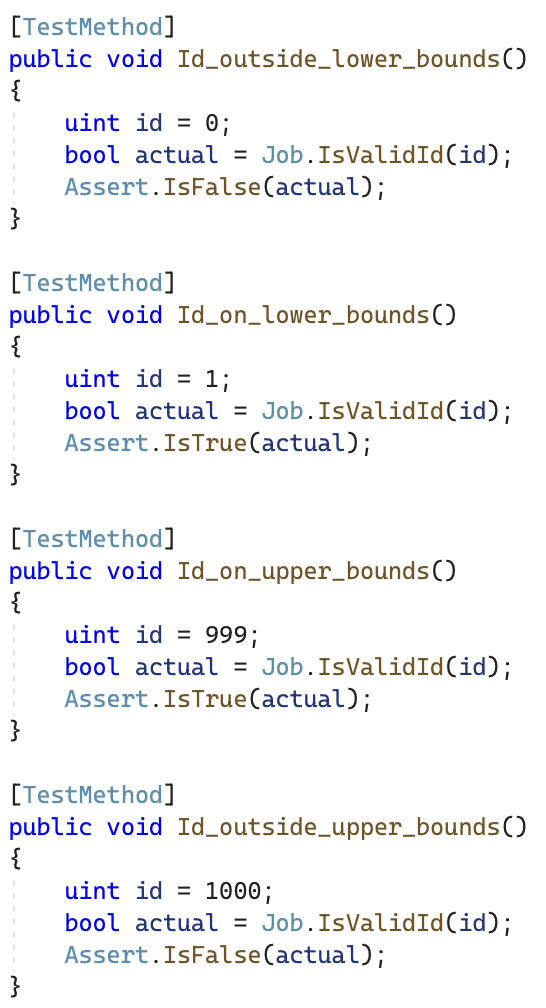 [TestMethod]
public void Id_outside_lower_bounds()
{
    uint id = 0;
    bool actual = Job.IsValidId(id);
    Assert.IsFalse(actual);
}

[TestMethod]
public void Id_on_lower_bounds()
{
    uint id = 1;
    bool actual = Job.IsValidId(id);
    Assert.IsTrue(actual);
}

[TestMethod]
public void Id_on_upper_bounds()
{
    uint id = 999;
    bool actual = Job.IsValidId(id);
    Assert.IsTrue(actual);
}

[TestMethod]
public void Id_outside_upper_bounds()
{
    uint id = 1000;
    bool actual = Job.IsValidId(id);
    Assert.IsFalse(actual);
}